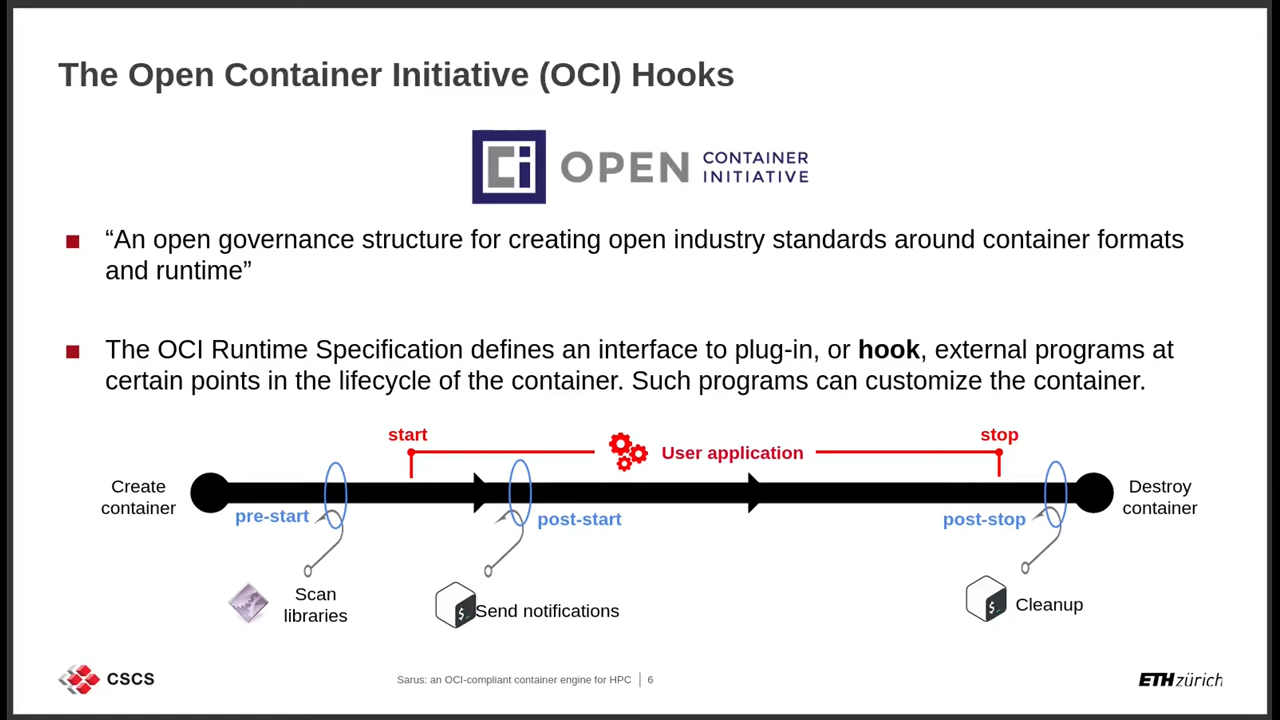 The Open Container Initiative (OCI) Hooks
Ci OPEN CONTAINER
INITIATIVE
“An open governance structure for creating open industry standards around container formats
and runtime”
The OCI Runtime Specification defines an interface to plug-in, or hook, external programs at
certain points in the lifecycle of the container. Such programs can customize the container.
start
User application
stop
Create
container
pre-start
post-start
post-stop
Destroy
container
Scan
libraries
$_ Send notifications
$_ Cleanup
CSCS
Sarus: an OCI-compliant container engine for HPC | 6
ETH zürich